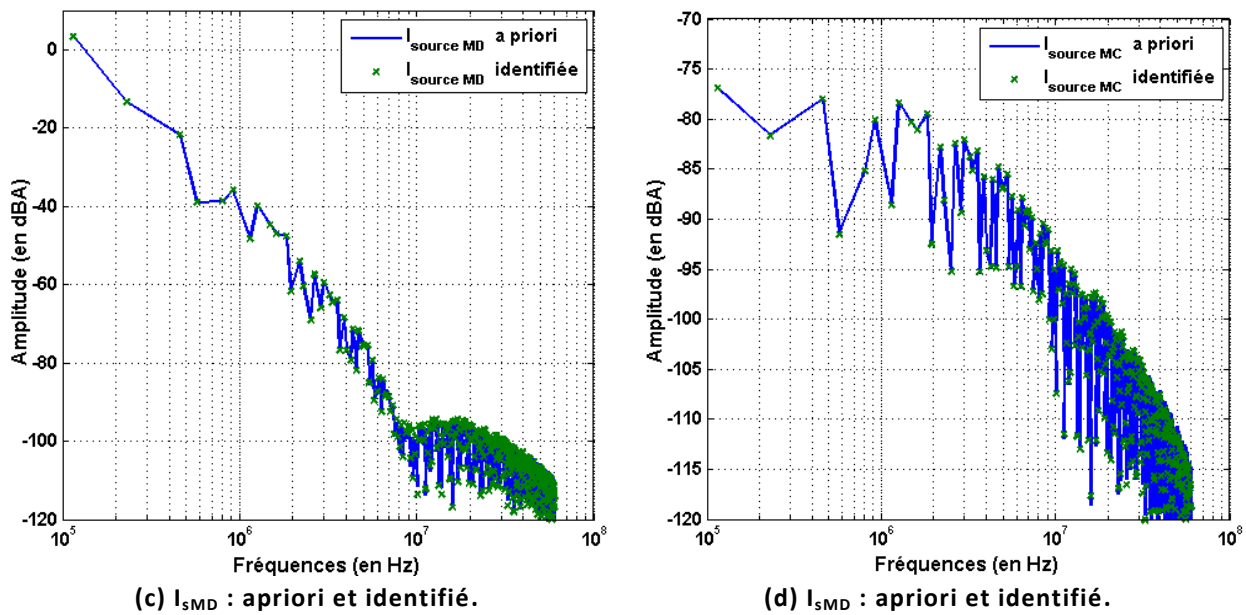 I source MD a priori
I source MD identifiée
0
-20
-40
-60
-80
-100
-120
Amplitude (en dBA)
10^5
10^6
10^7
10^8
Fréquences (en Hz)
(c) IsMD : apriori et identifié.
I source MC a priori
I source MC identifiée
-70
-75
-80
-85
-90
-95
-100
-105
-110
-115
-120
Amplitude (en dBA)
10^5
10^6
10^7
10^8
Fréquences (en Hz)
(d) IsMD : apriori et identifié.